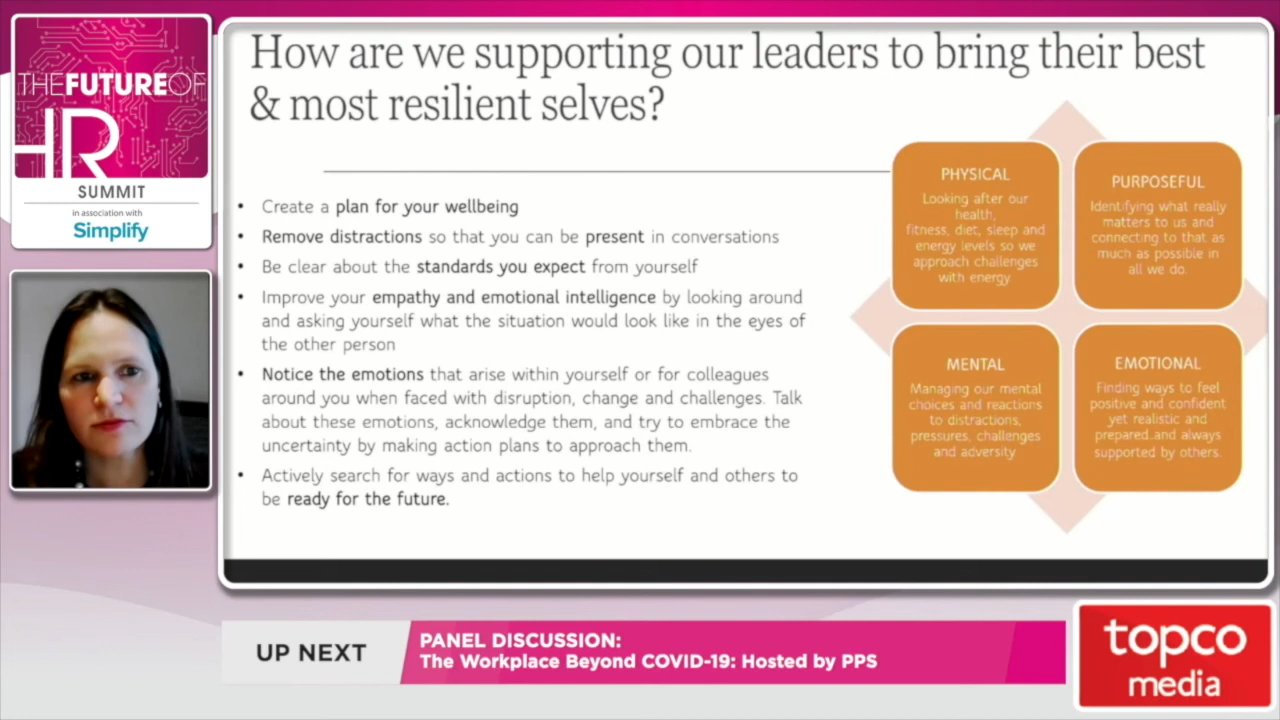 THEFUTUREOF
HR
SUMMIT
in association with
Simplify
How are we supporting our leaders to bring their best
& most resilient selves?
• Create a plan for your wellbeing
• Remove distractions so that you can be present in conversations
• Be clear about the standards you expect from yourself
• Improve your empathy and emotional intelligence by looking around
and asking yourself what the situation would look like in the eyes of
the other person
• Notice the emotions that arise within yourself or for colleagues
around you when faced with disruption, change and challenges. Talk
about these emotions, acknowledge them, and try to embrace the
uncertainty by making action plans to approach them.
• Actively search for ways and actions to help yourself and others to
be ready for the future.
PHYSICAL
Looking after our
health,
fitness, diet, sleep and
energy levels so we
approach challenges
with energy
PURPOSEFUL
Identifying what really
matters to us and
connecting to that as
much as possible in
all we do.
MENTAL
Managing our mental
choices and reactions
to distractions,
pressures, challenges
and adversity
EMOTIONAL
Finding ways to feel
positive and confident
yet realistic and
prepared..and always
supported by others.
UP NEXT
PANEL DISCUSSION:
The Workplace Beyond COVID-19: Hosted by PPS
topco
media